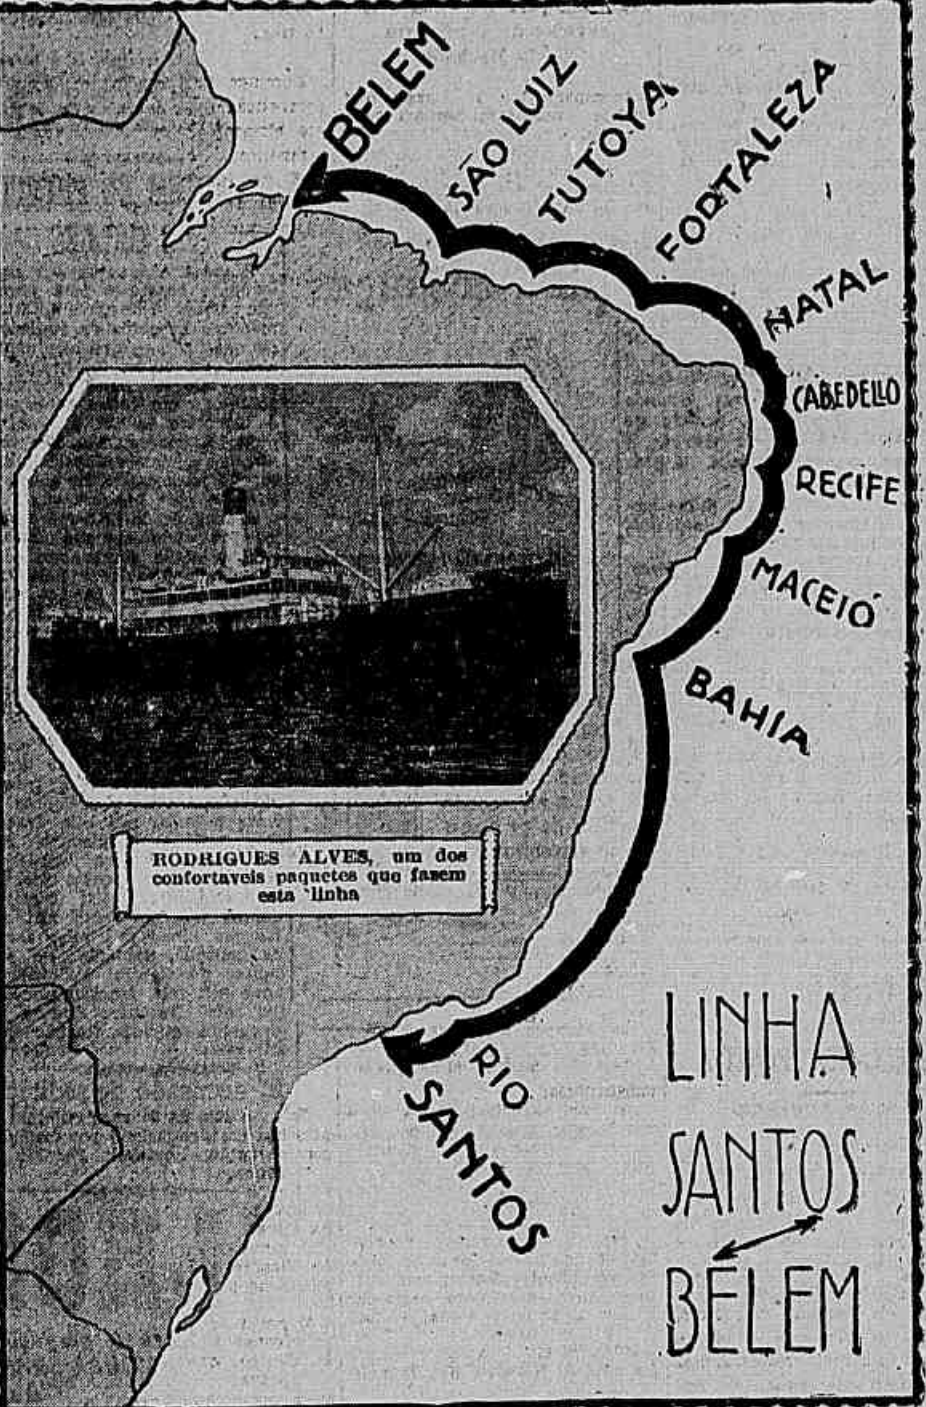 BELEM
SÃO LUIZ
TUTOYA
FORTALEZA
NATAL
CABEDELLO
RECIFE
MACEIÓ
BAHIA
RODRIGUES ALVES, um dos
confortaveis paquetes que fazem
esta linha
RIO
SANTOS
LINHA
SANTOS
BELEM